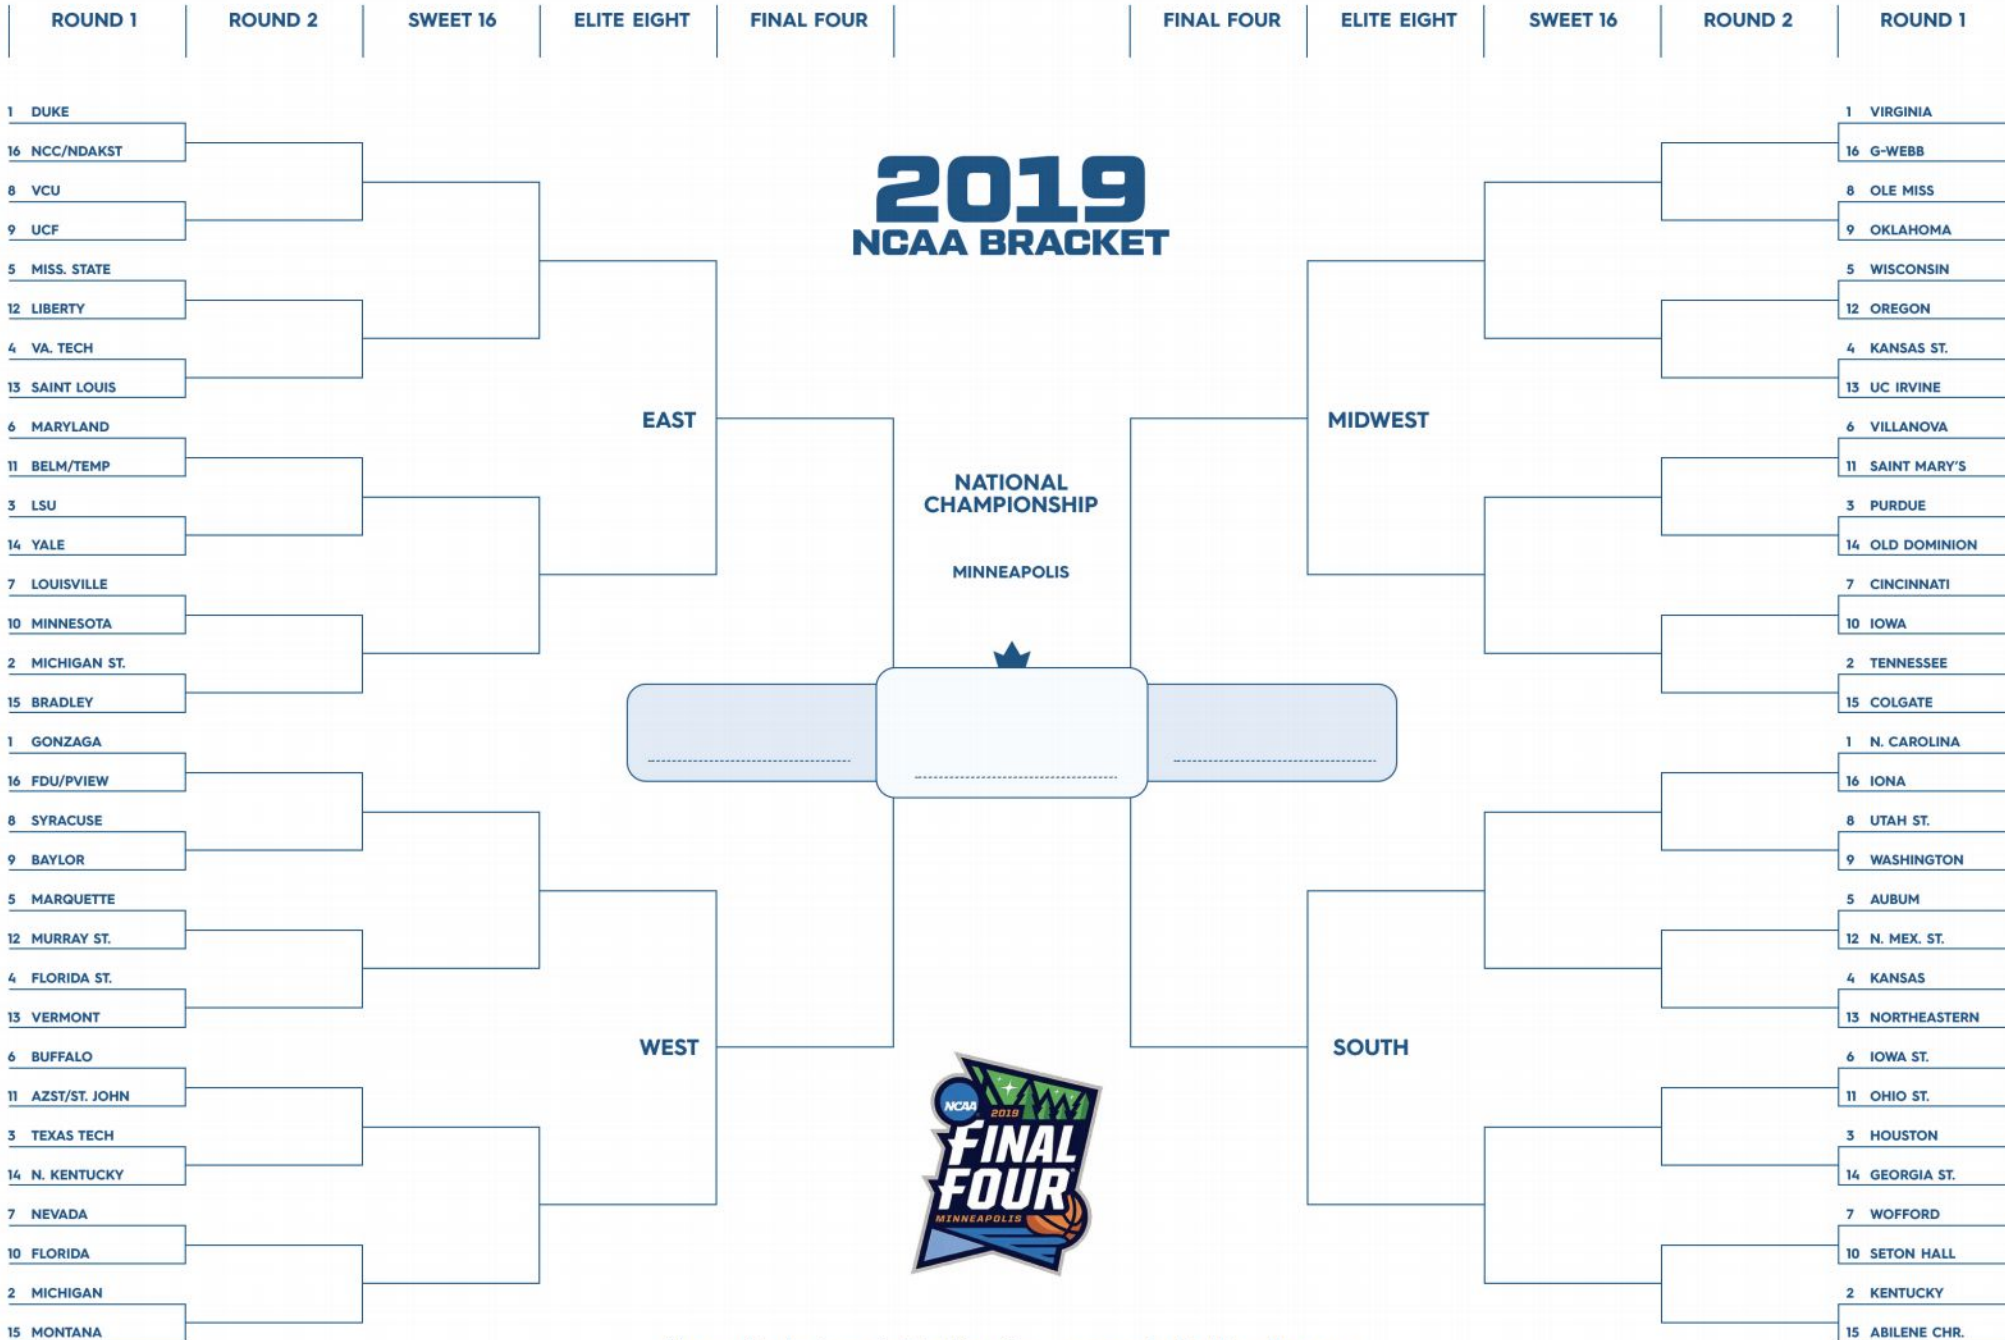 ROUND 1 ROUND 2 SWEET 16 ELITE EIGHT FINAL FOUR FINAL FOUR ELITE EIGHT SWEET 16 ROUND 2 ROUND 1
2019
NCAA BRACKET
1 DUKE
16 NCC/NDAKST
8 VCU
9 UCF
5 MISS. STATE
12 LIBERTY
4 VA. TECH
13 SAINT LOUIS
6 MARYLAND
11 BELM/TEMP
3 LSU
14 YALE
7 LOUISVILLE
10 MINNESOTA
2 MICHIGAN ST.
15 BRADLEY
EAST
1 GONZAGA
16 FDU/PVIEW
8 SYRACUSE
9 BAYLOR
5 MARQUETTE
12 MURRAY ST.
4 FLORIDA ST.
13 VERMONT
6 BUFFALO
11 AZST/ST. JOHN
3 TEXAS TECH
14 N. KENTUCKY
7 NEVADA
10 FLORIDA
2 MICHIGAN
15 MONTANA
WEST
NATIONAL
CHAMPIONSHIP
MINNEAPOLIS
NCAA
2019
FINAL
FOUR
MINNEAPOLIS
1 VIRGINIA
16 G-WEBB
8 OLE MISS
9 OKLAHOMA
5 WISCONSIN
12 OREGON
4 KANSAS ST.
13 UC IRVINE
6 VILLANOVA
11 SAINT MARY'S
3 PURDUE
14 OLD DOMINION
7 CINCINNATI
10 IOWA
2 TENNESSEE
15 COLGATE
MIDWEST
1 N. CAROLINA
16 IONA
8 UTAH ST.
9 WASHINGTON
5 AUBUM
12 N. MEX. ST.
4 KANSAS
13 NORTHEASTERN
6 IOWA ST.
11 OHIO ST.
3 HOUSTON
14 GEORGIA ST.
7 WOFFORD
10 SETON HALL
2 KENTUCKY
15 ABILENE CHR.
SOUTH